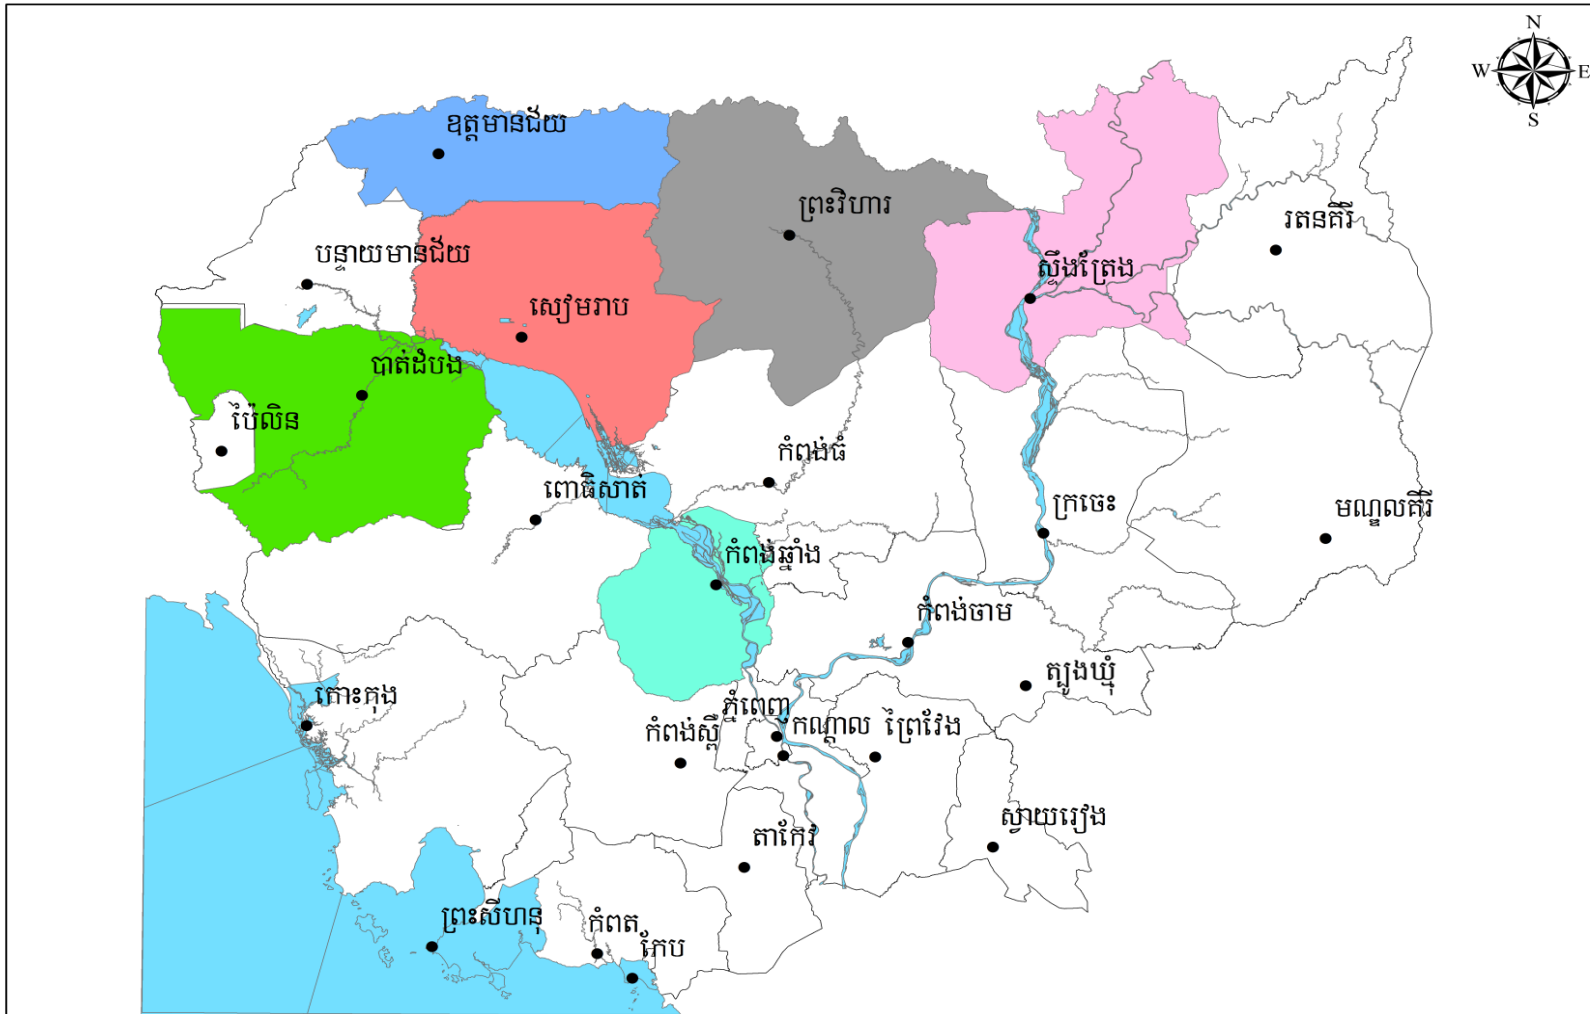 N
W E
S
ឧត្តមានជ័យ
ព្រះវិហារ
រតនគិរី
បន្ទាយមានជ័យ
ស្ទឹងត្រែង
សៀមរាប
បាត់ដំបង
ប៉ៃលិន
កំពង់ធំ
ពោធិសាត់
ក្រចេះ
មណ្ឌលគិរី
កំពង់ឆ្នាំង
កំពង់ចាម
ត្បូងឃ្មុំ
កោះកុង
ភ្នំពេញ
កំពង់ស្ពឺ
កណ្តាល
ព្រៃវែង
ស្វាយរៀង
តាកែវ
ព្រះសីហនុ
កំពត
កែប